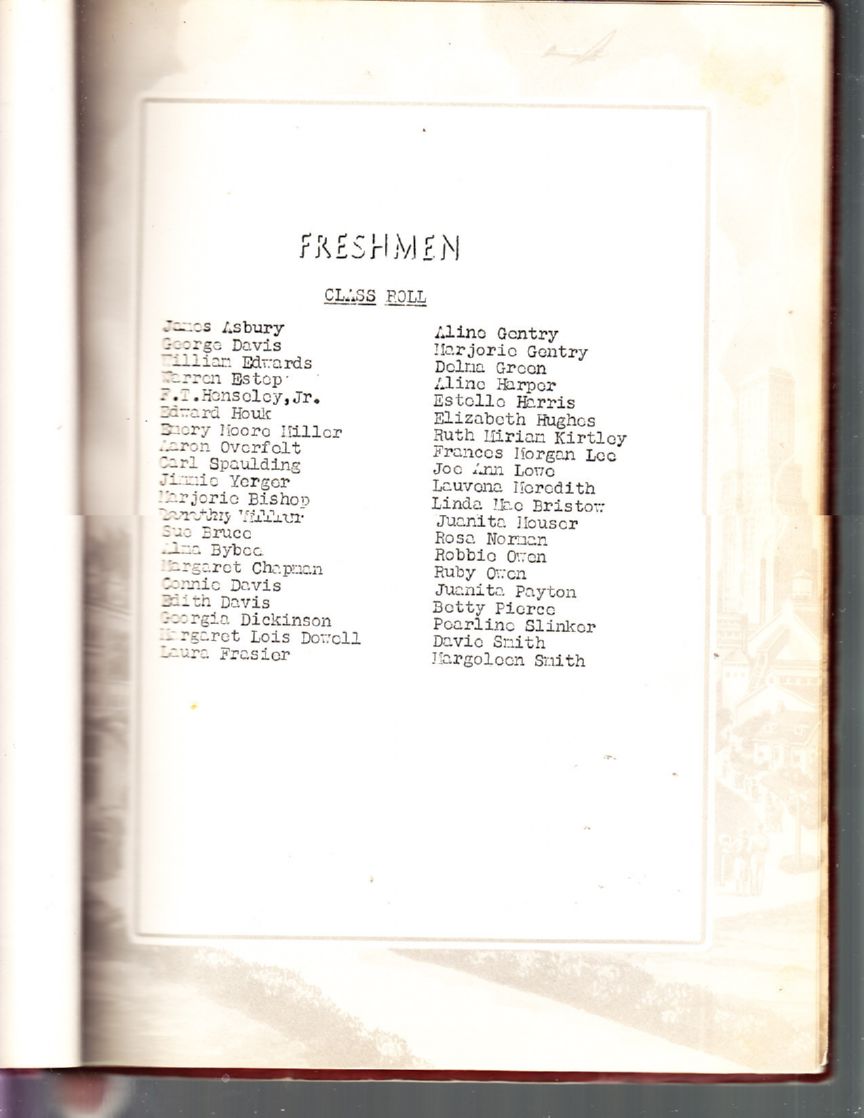 FRESHMEN
CLASS ROLL
James Asbury
George Davis
William Edwards
Warren Estep
F.T.Henseley,Jr.
Edward Houk
Emery Moore Miller
Aaron Overfelt
Carl Spaulding
Jimmie Yerger
Marjorie Bishop
Dorothy
Sue Bruce
Alma Bybee
Margaret Chapman
Connie Davis
Edith Davis
Georgia Dickinson
Margaret Lois Dowell
Laura Frasier
Aline Gentry
Marjorie Gentry
Delma Green
Aline Harper
Estelle Harris
Elizabeth Hughes
Ruth Miriam Kirtley
Frances Morgan Lee
Joe Ann Lowe
Lauvena Meredith
Linda Mae Bristow
Juanita Houser
Rosa Norman
Robbie Owen
Ruby Owen
Juanita Payton
Betty Pierce
Pearline Slinker
Davie Smith
Margoleen Smith